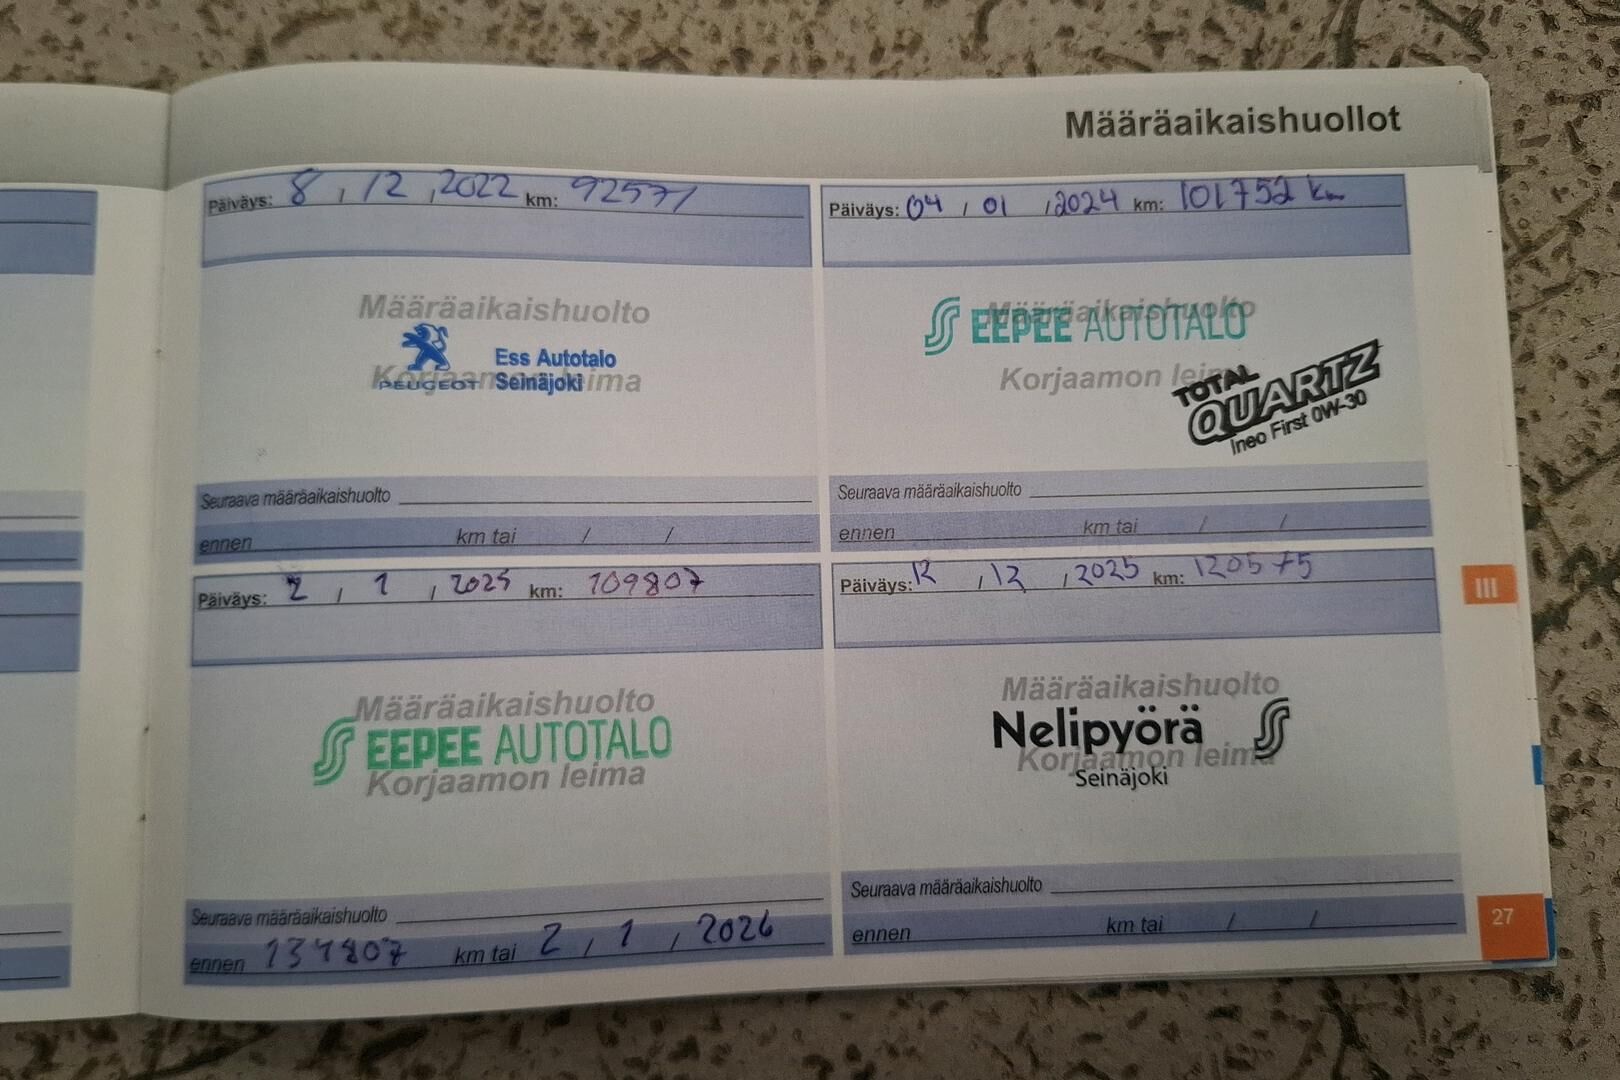 Määräaikaishuollot
Päiväys: 8 / 12 / 2022 km: 92571
Määräaikaishuolto
Korjaamon leima
PEUGEOT
Ess Autotalo
Seinäjoki
Seuraava määräaikaishuolto
ennen km tai / /
Päiväys: 04 / 01 / 2024 km: 101752 km
Määräaikaishuolto
EEPEE AUTOTALO
Korjaamon leima
TOTAL
QUARTZ
Ineo First 0W-30
Seuraava määräaikaishuolto
ennen km tai / /
Päiväys: 2 / 1 / 2025 km: 109807
Määräaikaishuolto
EEPEE AUTOTALO
Korjaamon leima
Seuraava määräaikaishuolto
ennen 134807 km tai 2 / 1 / 2026
Päiväys: 12 / 12 / 2025 km: 120575
Määräaikaishuolto
Nelipyörä
Korjaamon leima
Seinäjoki
Seuraava määräaikaishuolto
ennen km tai / /
III
27